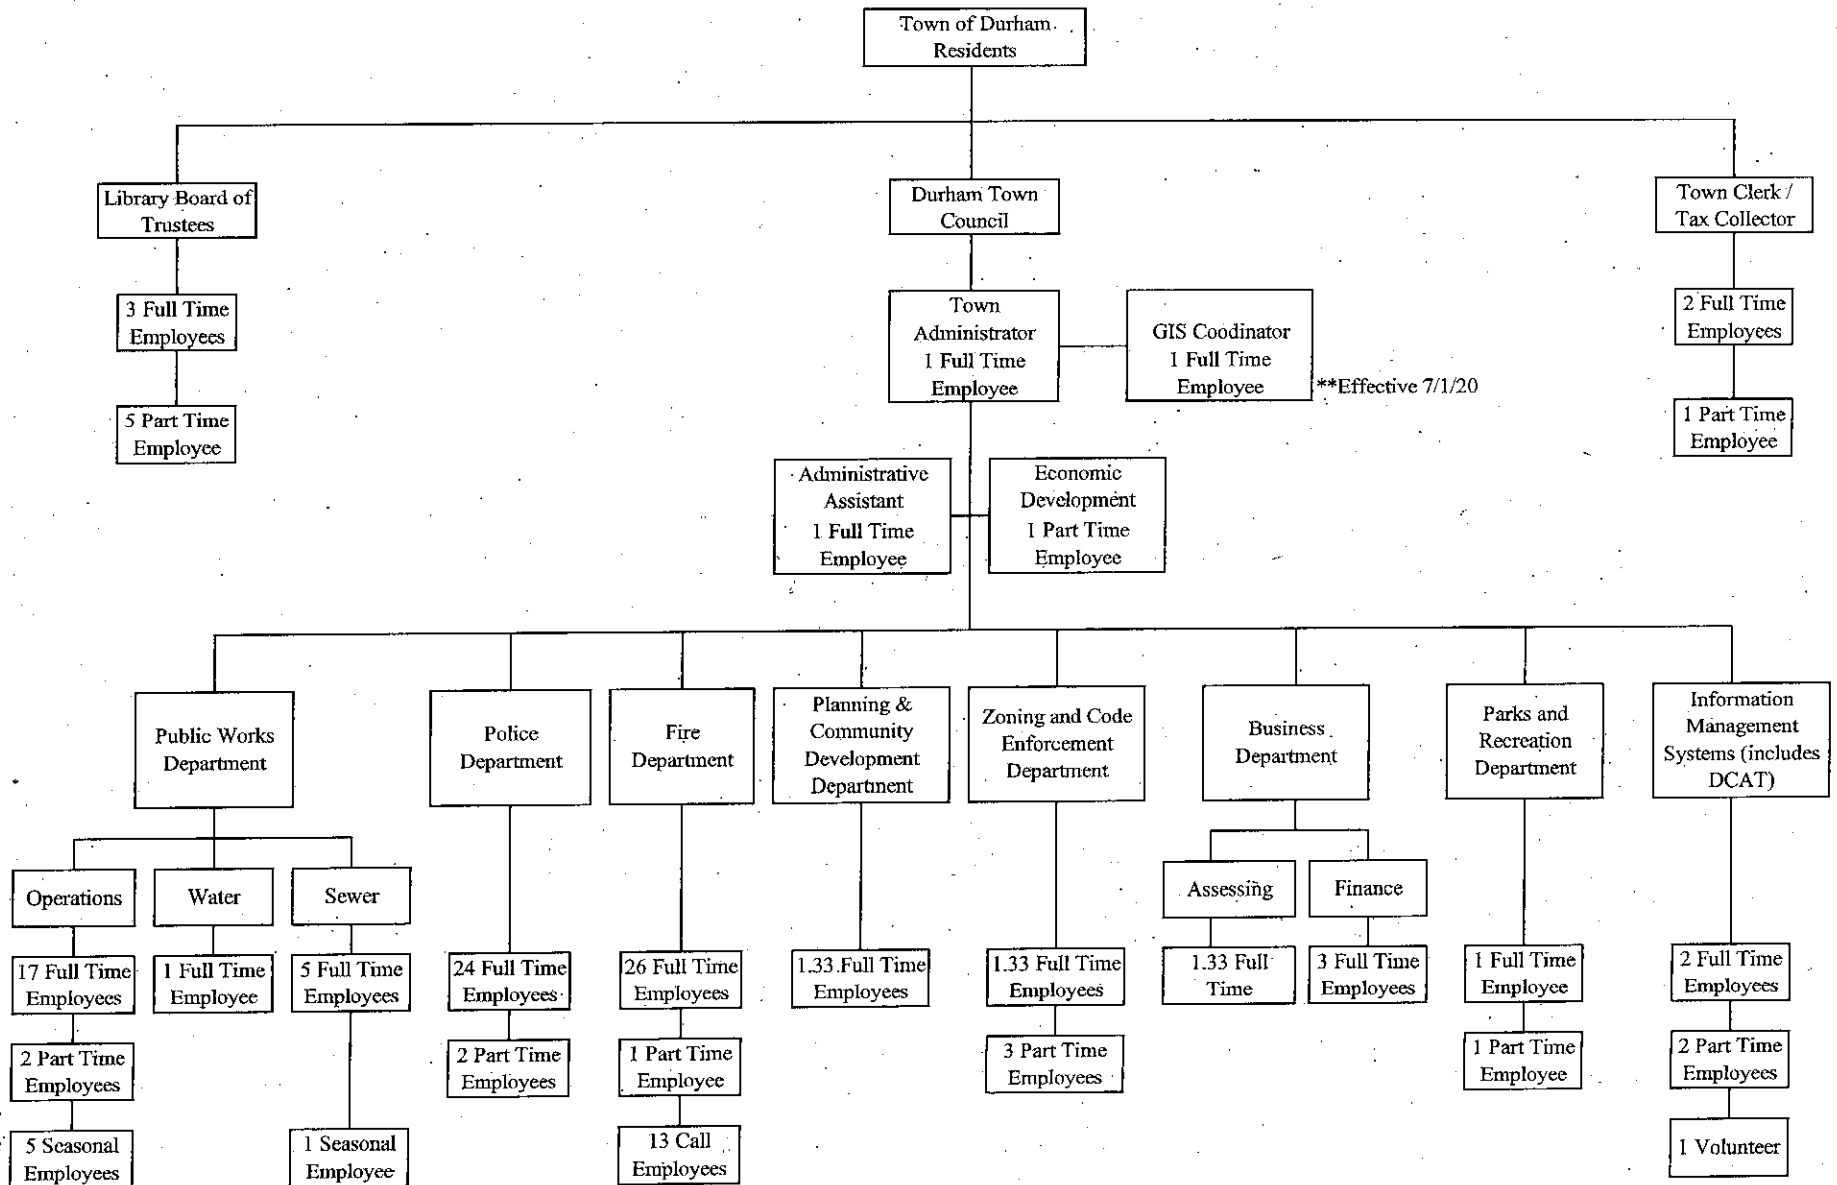 Town of Durham
Residents
Library Board of
Trustees
Durham Town
Council
Town Clerk /
Tax Collector
3 Full Time
Employees
Town
Administrator
1 Full Time
Employee
GIS Coodinator
1 Full Time
Employee
**Effective 7/1/20
2 Full Time
Employees
5 Part Time
Employee
1 Part Time
Employee
Administrative
Assistant
1 Full Time
Employee
Economic
Development
1 Part Time
Employee
Public Works
Department
Police
Department
Fire
Department
Planning &
Community
Development
Department
Zoning and Code
Enforcement
Department
Business
Department
Parks and
Recreation
Department
Information
Management
Systems (includes
DCAT)
Operations
Water
Sewer
Assessing
Finance
17 Full Time
Employees
1 Full Time
Employee
5 Full Time
Employees
24 Full Time
Employees
26 Full Time
Employees
1.33 Full Time
Employees
1.33 Full Time
Employees
1.33 Full
Time
3 Full Time
Employees
1 Full Time
Employee
2 Full Time
Employees
2 Part Time
Employees
2 Part Time
Employees
1 Part Time
Employee
3 Part Time
Employees
1 Part Time
Employee
2 Part Time
Employees
5 Seasonal
Employees
1 Seasonal
Employee
13 Call
Employees
1 Volunteer